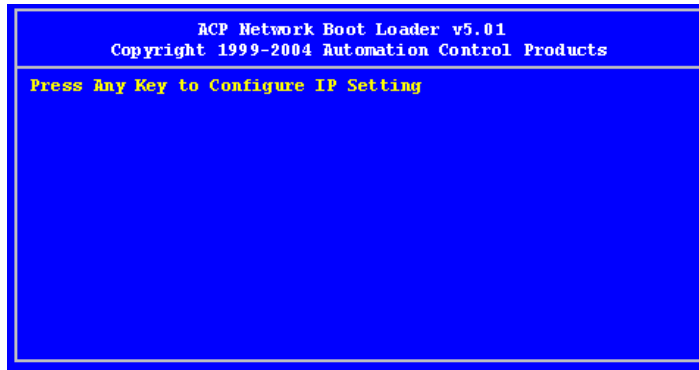 ACP Network Boot Loader v5.01
Copyright 1999-2004 Automation Control Products
Press Any Key to Configure IP Setting